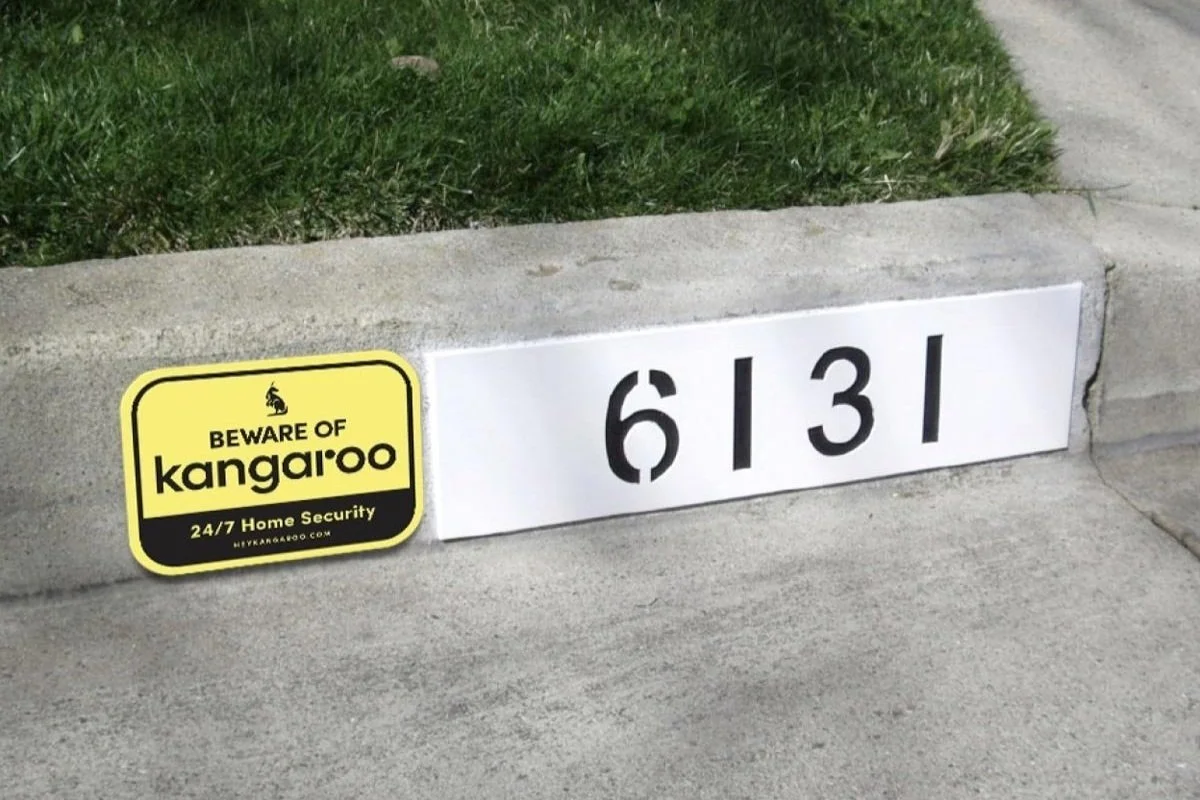 BEWARE OF
kangaroo
24/7 Home Security
HEYKANGAROO.COM
6131